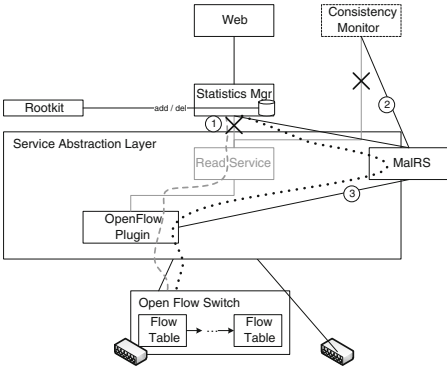 Web
Consistency
Monitor
Statistics Mgr
Rootkit
add / del
1
2
Service Abstraction Layer
Read Service
MalRS
3
OpenFlow
Plugin
Open Flow Switch
Flow
Table
...
Flow
Table